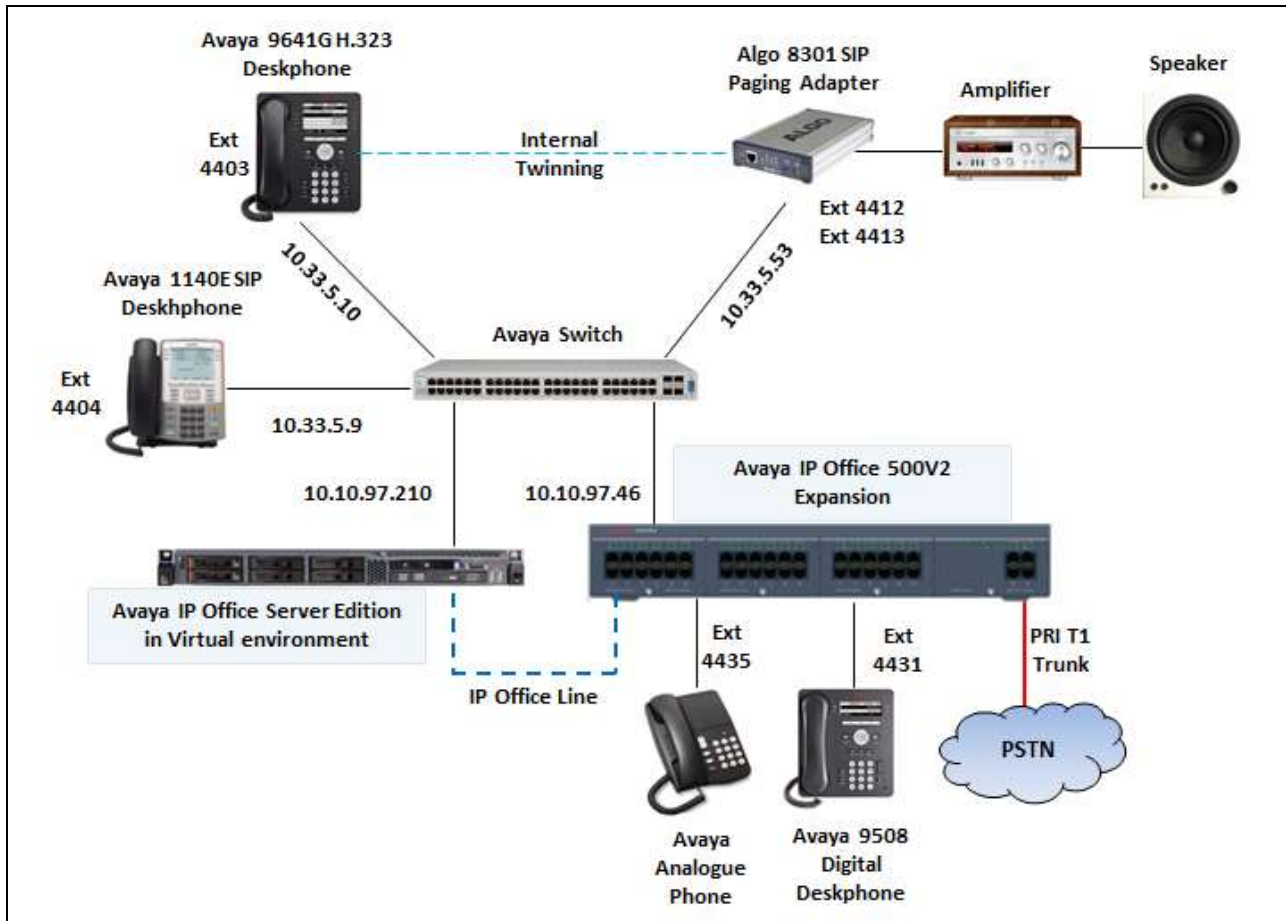 Avaya 9641G H.323
Deskphone
Algo 8301 SIP
Paging Adapter
Speaker
Amplifier
Ext
4403
Internal
Twinning
ALGO
Ext 4412
Ext 4413
10.33.5.10
10.33.5.53
Avaya 1140E SIP
Deskhphone
Avaya Switch
Ext
4404
10.33.5.9
Avaya IP Office 500V2
Expansion
10.10.97.210
10.10.97.46
Avaya IP Office Server Edition
in Virtual environment
Ext
4435
Ext
4431
PRI T1
Trunk
IP Office Line
PSTN
Avaya
Analogue
Phone
Avaya 9508
Digital
Deskphone